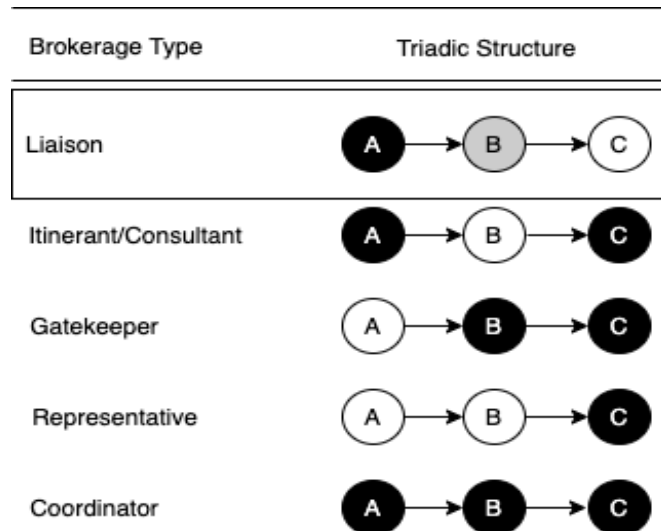 Brokerage Type Triadic Structure
Liaison A B C
Itinerant/Consultant A B C
Gatekeeper A B C
Representative A B C
Coordinator A B C